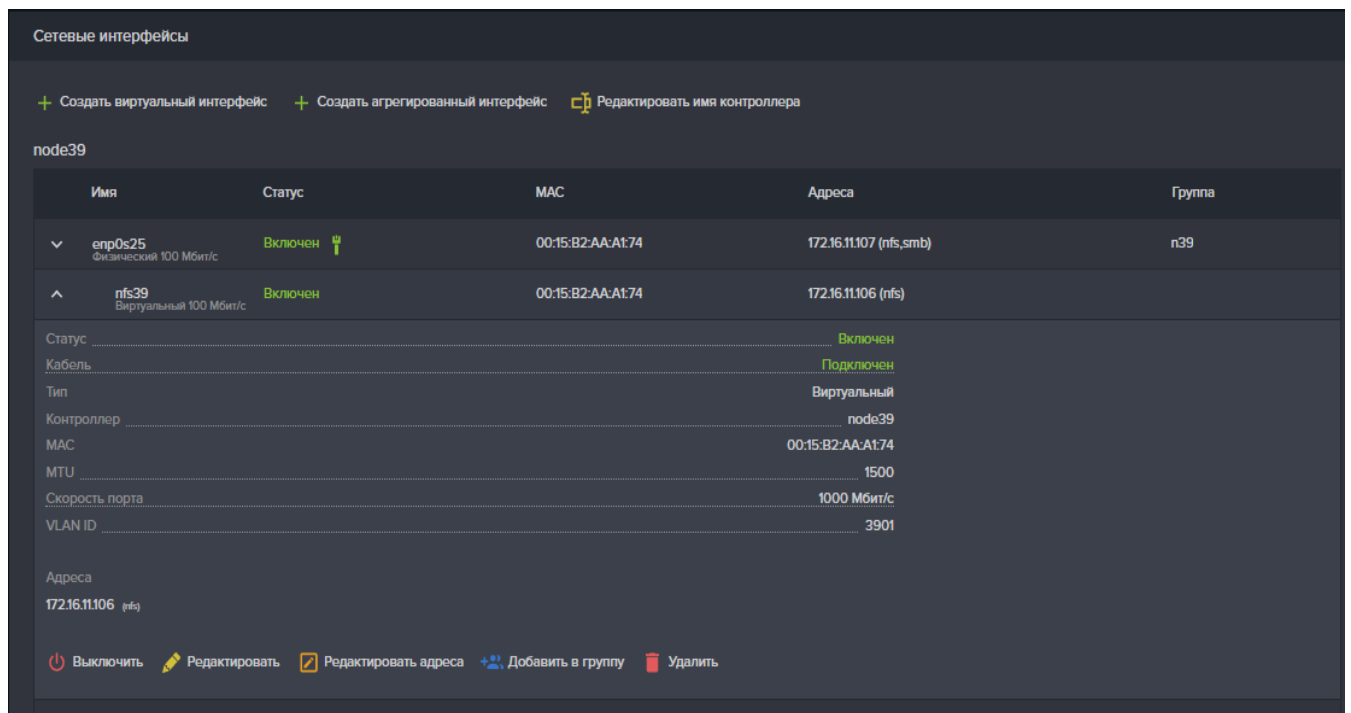 Сетевые интерфейсы
Создать виртуальный интерфейс Создать агрегированный интерфейс Редактировать имя контроллера
node39
Имя Статус MAC Адреса Группа
enp0s25 Включен 00:15:B2:AA:A1:74 172.16.11.107 (nfs,smb) n39
Физический 100 Мбит/с
nfs39 Включен 00:15:B2:AA:A1:74 172.16.11.106 (nfs)
Виртуальный 100 Мбит/с
Статус Включен
Кабель Подключен
Тип Виртуальный
Контроллер node39
MAC 00:15:B2:AA:A1:74
MTU 1500
Скорость порта 1000 Мбит/с
VLAN ID 3901
Адреса
172.16.11.106 (nfs)
Выключить Редактировать Редактировать адреса Добавить в группу Удалить